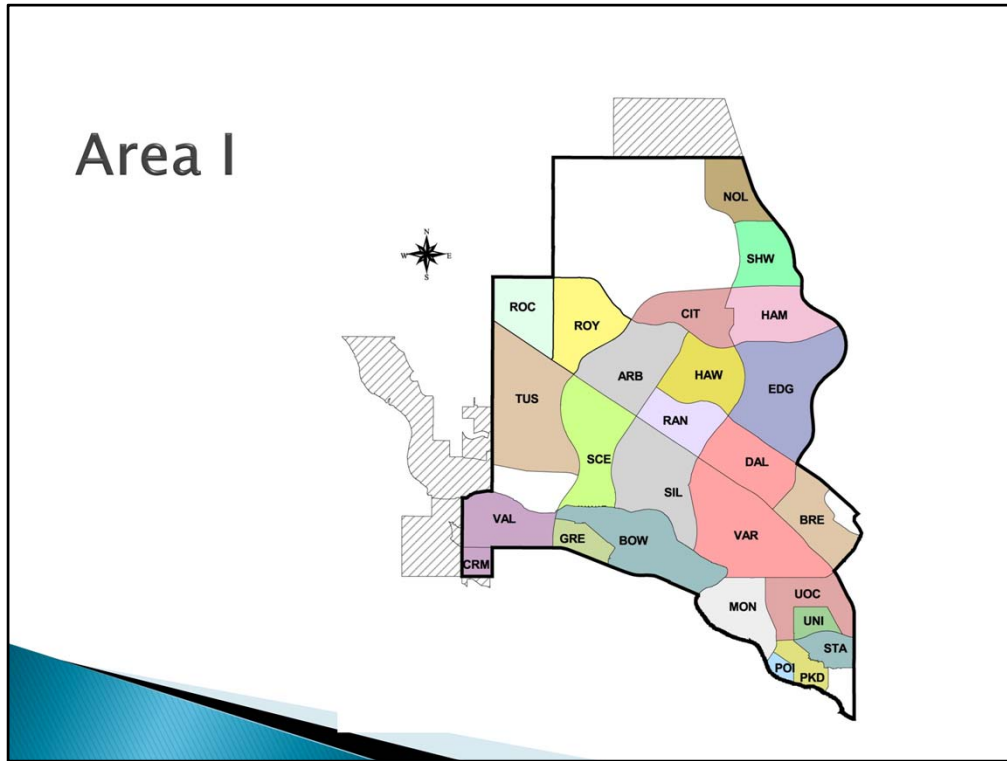 Area I
N
W E
S
NOL
SHW
ROC
ROY
CIT
HAM
ARB
HAW
EDG
TUS
RAN
SCE
DAL
SIL
BRE
VAL
VAR
GRE
BOW
CRM
MON
UOC
UNI
STA
POI
PKD